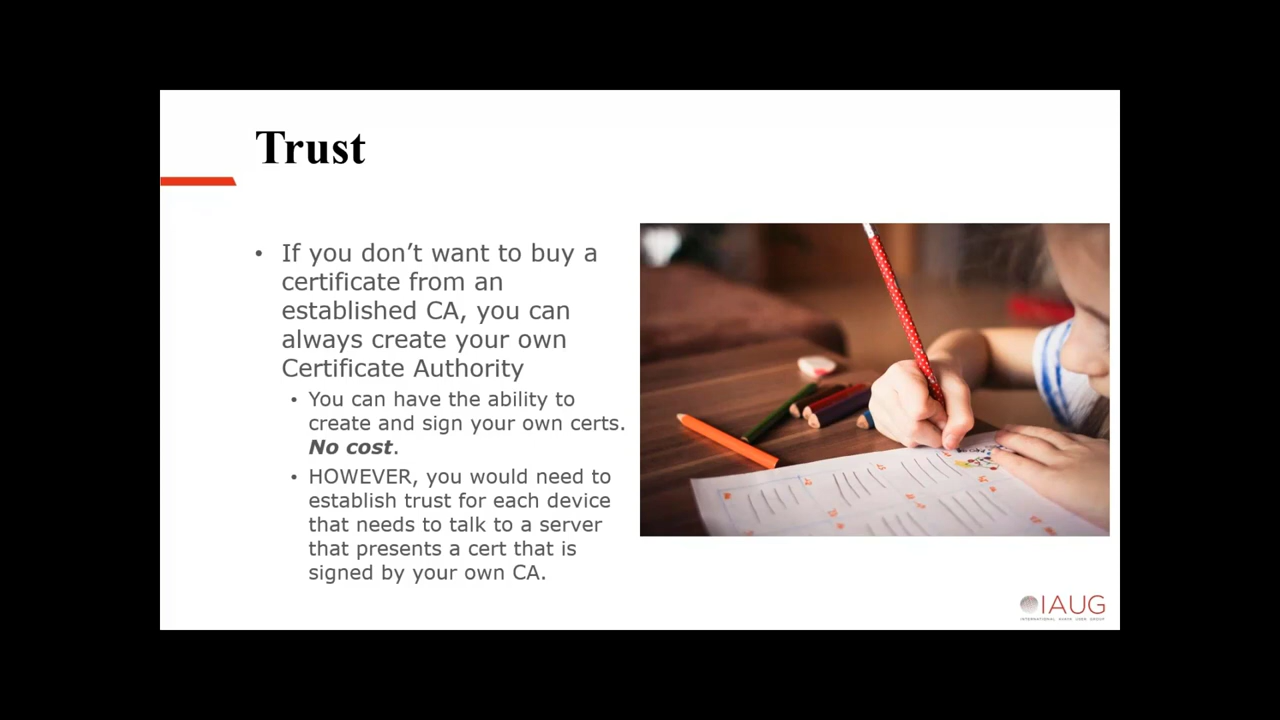 Trust
• If you don’t want to buy a
certificate from an
established CA, you can
always create your own
Certificate Authority
• You can have the ability to
create and sign your own certs.
No cost.
• HOWEVER, you would need to
establish trust for each device
that needs to talk to a server
that presents a cert that is
signed by your own CA.
IAUG
INTERNATIONAL AVAYA USER GROUP